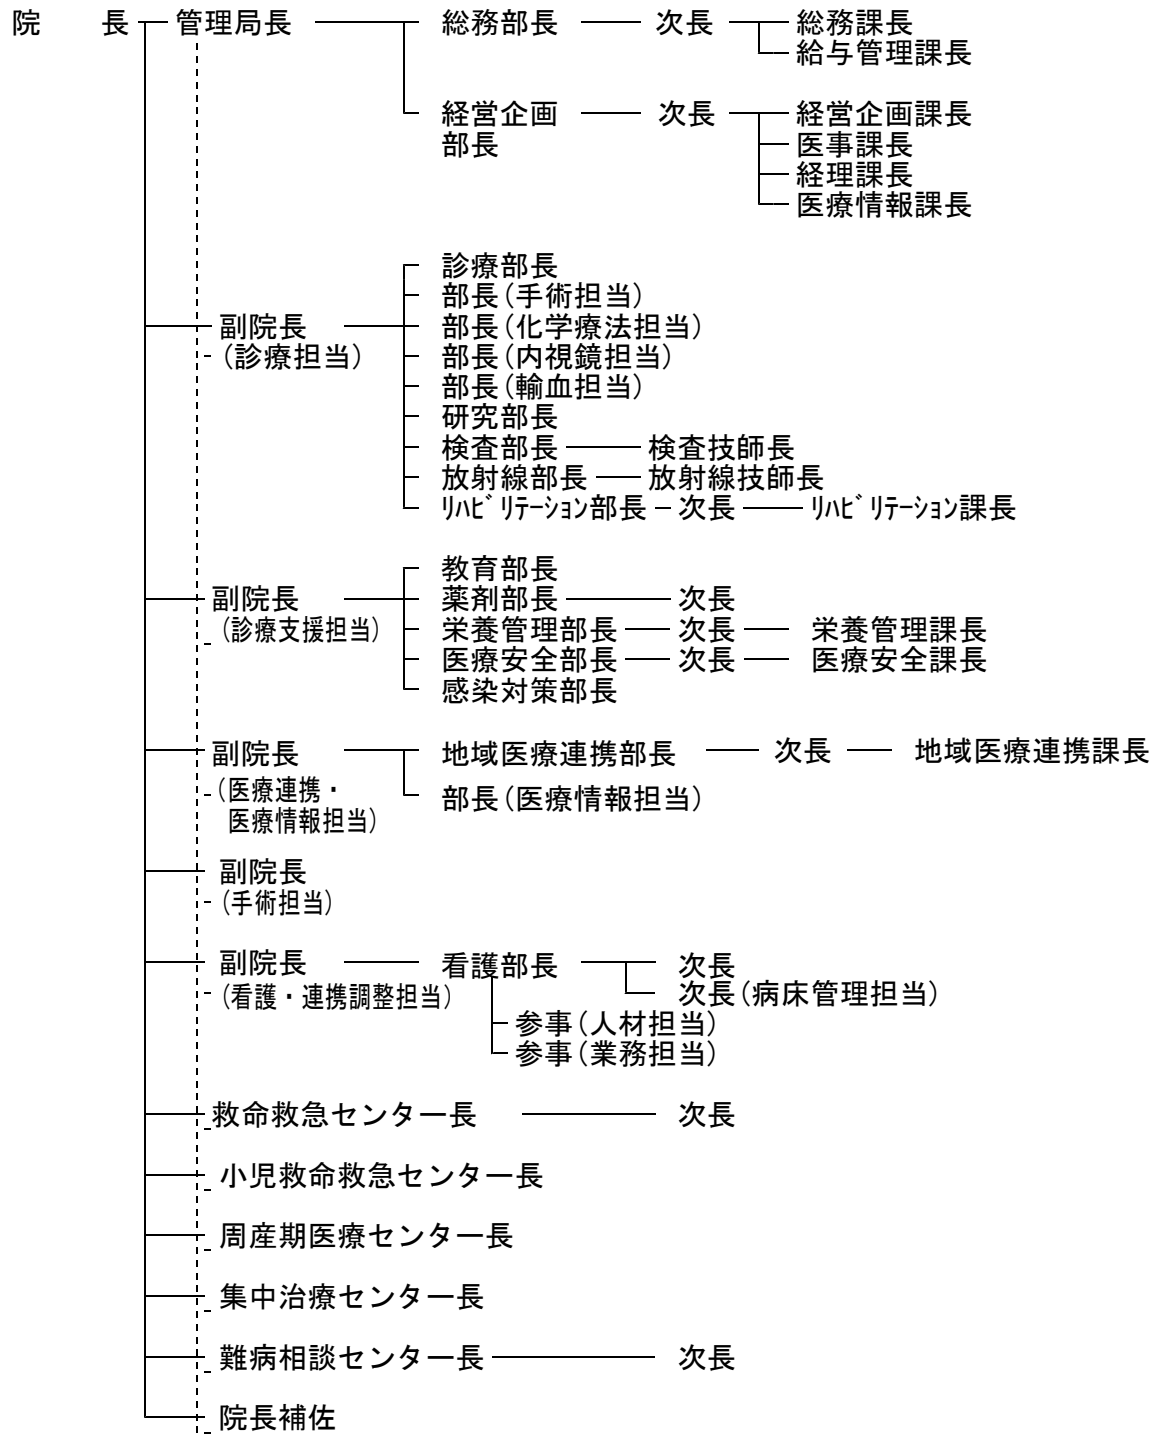 院　　長 管理局長 総務部長 次長 総務課長
給与管理課長
経営企画 次長 経営企画課長
部長 医事課長
経理課長
医療情報課長
診療部長
部長(手術担当)
副院長 部長(化学療法担当)
(診療担当) 部長(内視鏡担当)
部長(輸血担当)
研究部長
検査部長 検査技師長
放射線部長 放射線技師長
ﾘﾊﾋﾞﾘﾃｰｼｮﾝ部長 次長 ﾘﾊﾋﾞﾘﾃｰｼｮﾝ課長
教育部長
副院長 薬剤部長 次長
(診療支援担当) 栄養管理部長 次長 栄養管理課長
医療安全部長 次長 医療安全課長
感染対策部長
副院長 地域医療連携部長 次長 地域医療連携課長
(医療連携・ 部長(医療情報担当)
医療情報担当)
副院長
(手術担当)
副院長 看護部長 次長
(看護・連携調整担当) 次長(病床管理担当)
参事(人材担当)
参事(業務担当)
救命救急センター長 次長
小児救命救急センター長
周産期医療センター長
集中治療センター長
難病相談センター長 次長
院長補佐